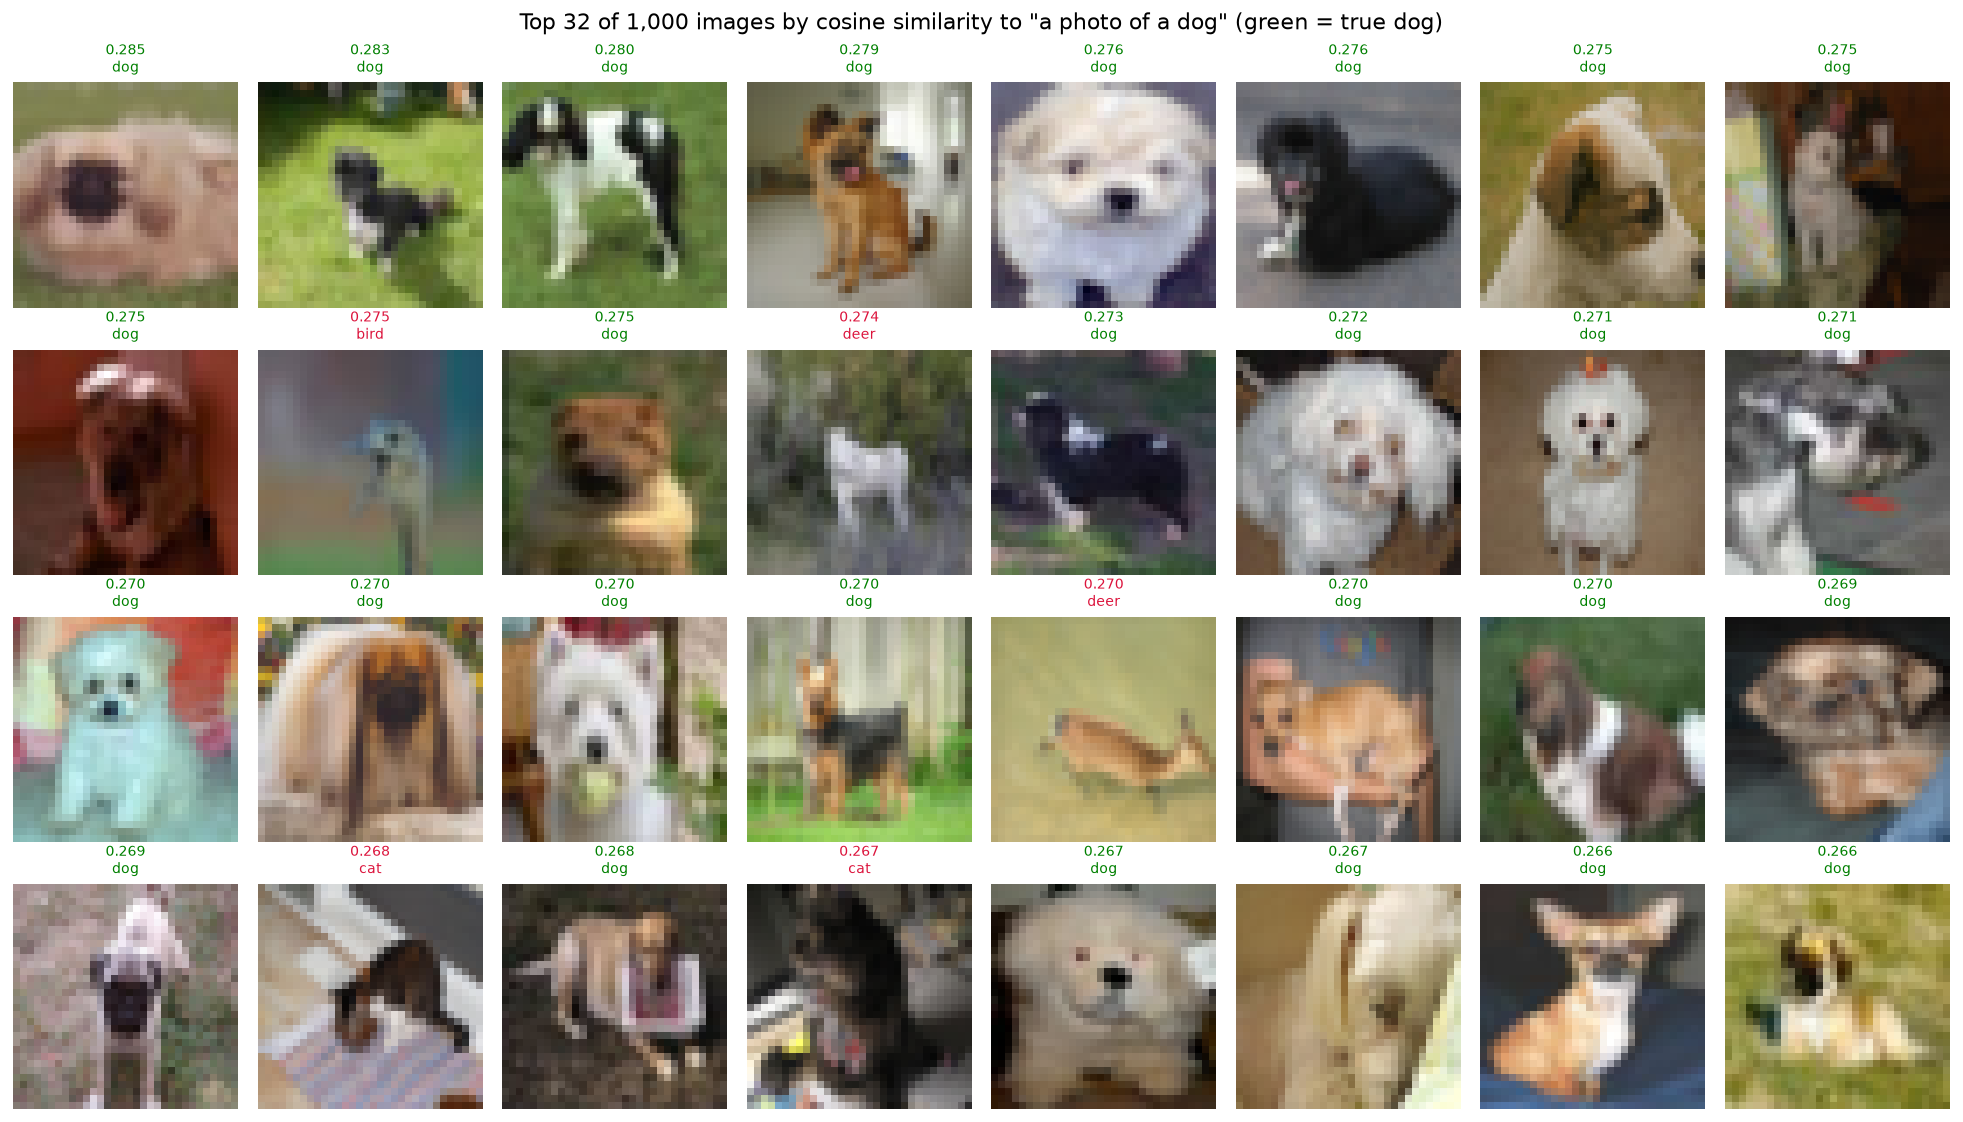 Top 32 of 1,000 images by cosine similarity to "a photo of a dog" (green = true dog)
0.285
dog
0.283
dog
0.280
dog
0.279
dog
0.276
dog
0.276
dog
0.275
dog
0.275
dog
0.275
dog
0.275
bird
0.275
dog
0.274
deer
0.273
dog
0.272
dog
0.271
dog
0.271
dog
0.270
dog
0.270
dog
0.270
dog
0.270
dog
0.270
deer
0.270
dog
0.270
dog
0.269
dog
0.269
dog
0.268
cat
0.268
dog
0.267
cat
0.267
dog
0.267
dog
0.266
dog
0.266
dog